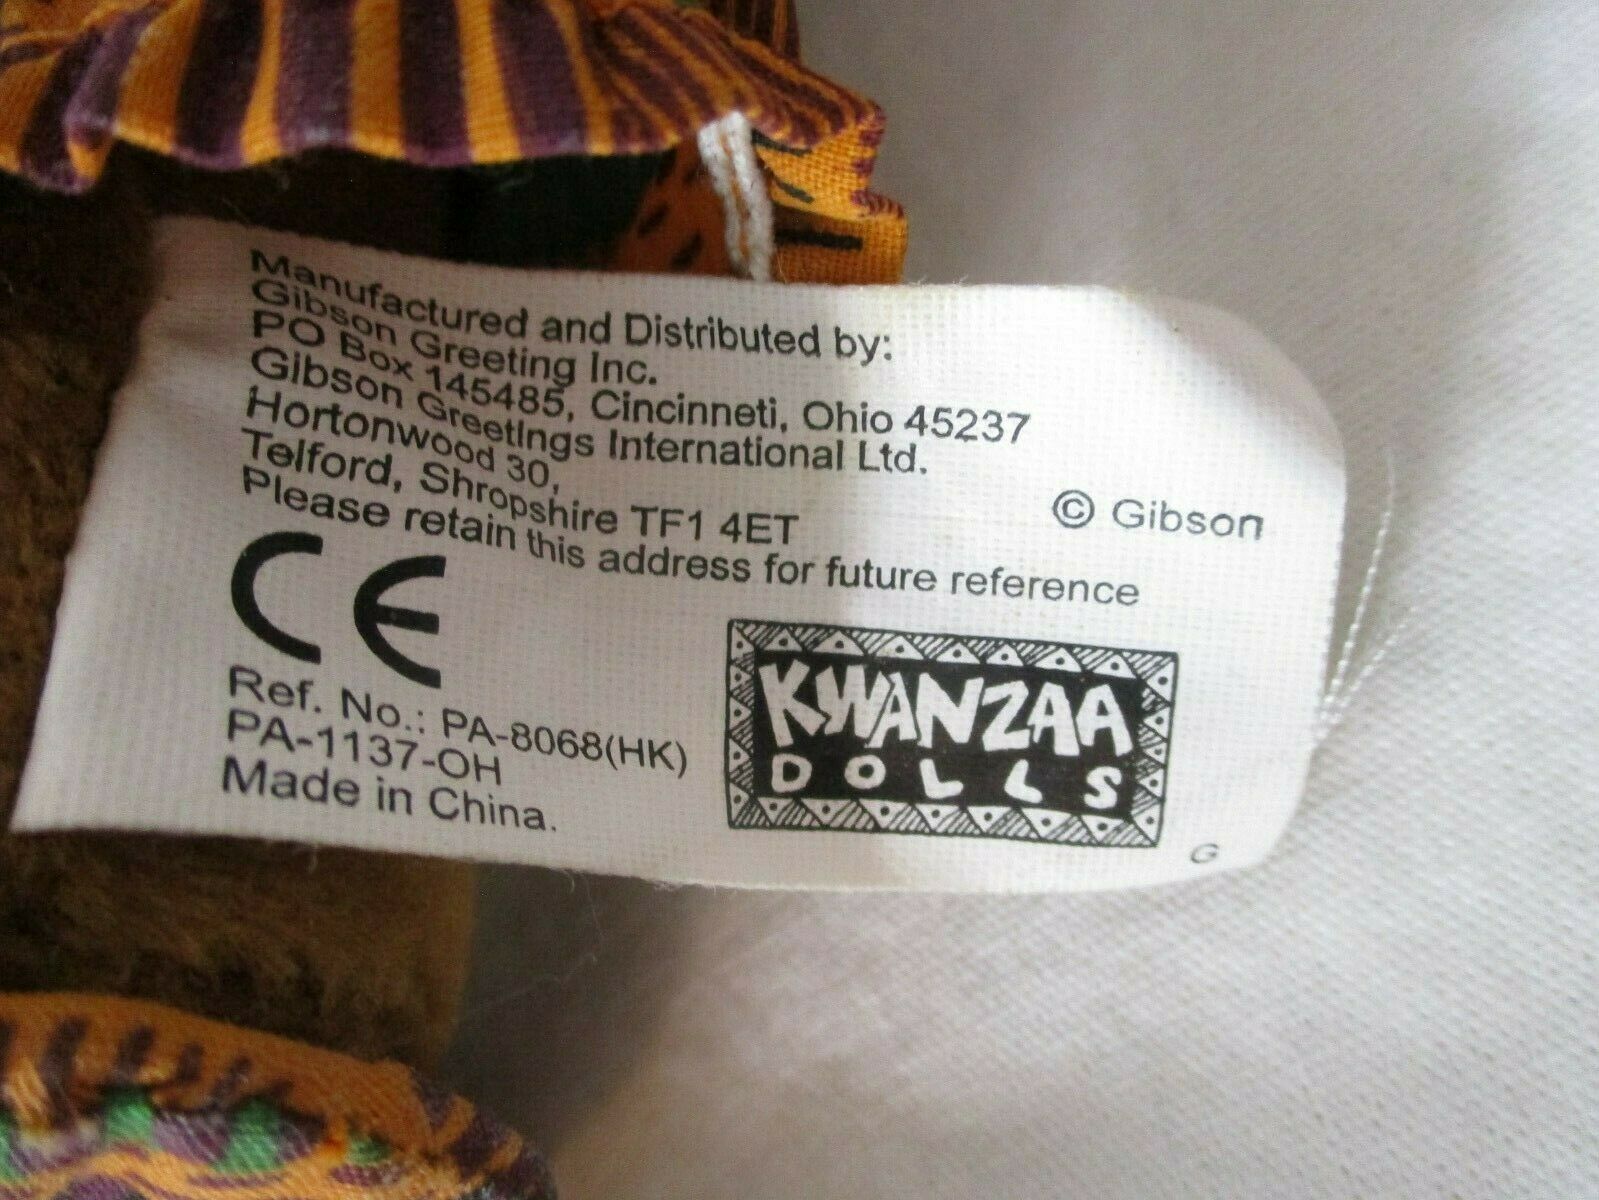 Manufactured and Distributed by:
Gibson Greeting Inc.
PO Box 145485, Cincinneti, Ohio 45237
Gibson Greetings International Ltd.
Hortonwood 30,
Telford, Shropshire TF1 4ET
© Gibson
Please retain this address for future reference
CE
Ref. No.: PA-8068(HK)
PA-1137-OH
Made in China.
KWANZAA
DOLLS
G